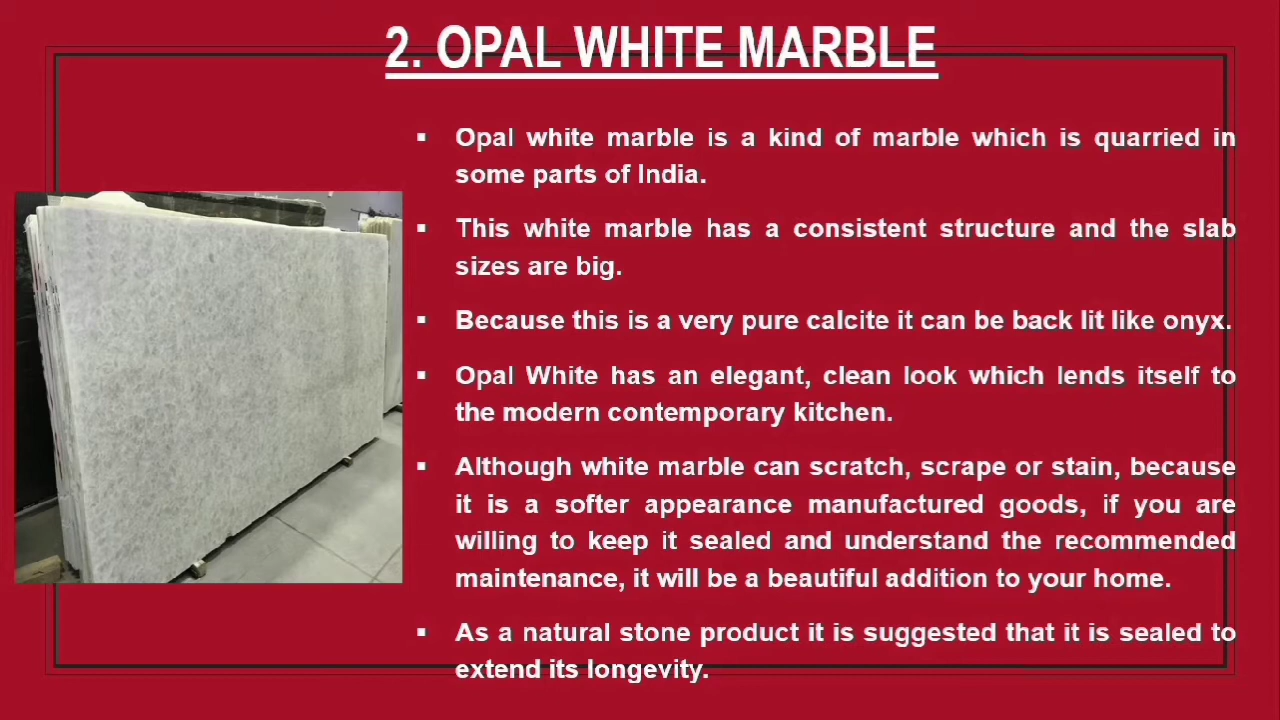 2. OPAL WHITE MARBLE
▪ Opal white marble is a kind of marble which is quarried in
some parts of India.
▪ This white marble has a consistent structure and the slab
sizes are big.
▪ Because this is a very pure calcite it can be back lit like onyx.
▪ Opal White has an elegant, clean look which lends itself to
the modern contemporary kitchen.
▪ Although white marble can scratch, scrape or stain, because
it is a softer appearance manufactured goods, if you are
willing to keep it sealed and understand the recommended
maintenance, it will be a beautiful addition to your home.
▪ As a natural stone product it is suggested that it is sealed to
extend its longevity.